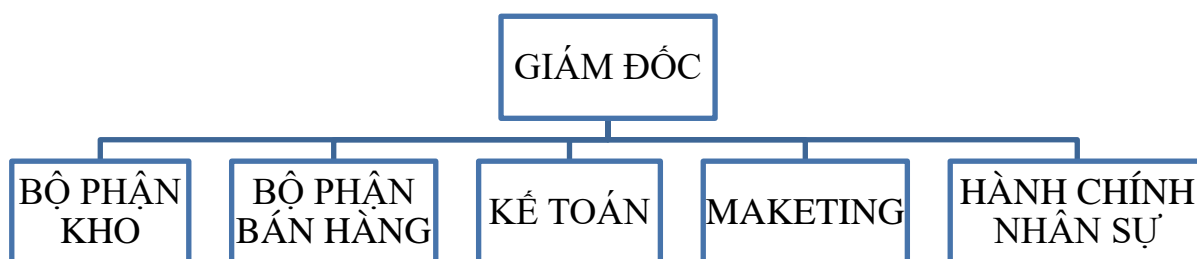 GIÁM ĐỐC
BỘ PHẬN
KHO
BỘ PHẬN
BÁN HÀNG
KẾ TOÁN
MAKETING
HÀNH CHÍNH
NHÂN SỰ